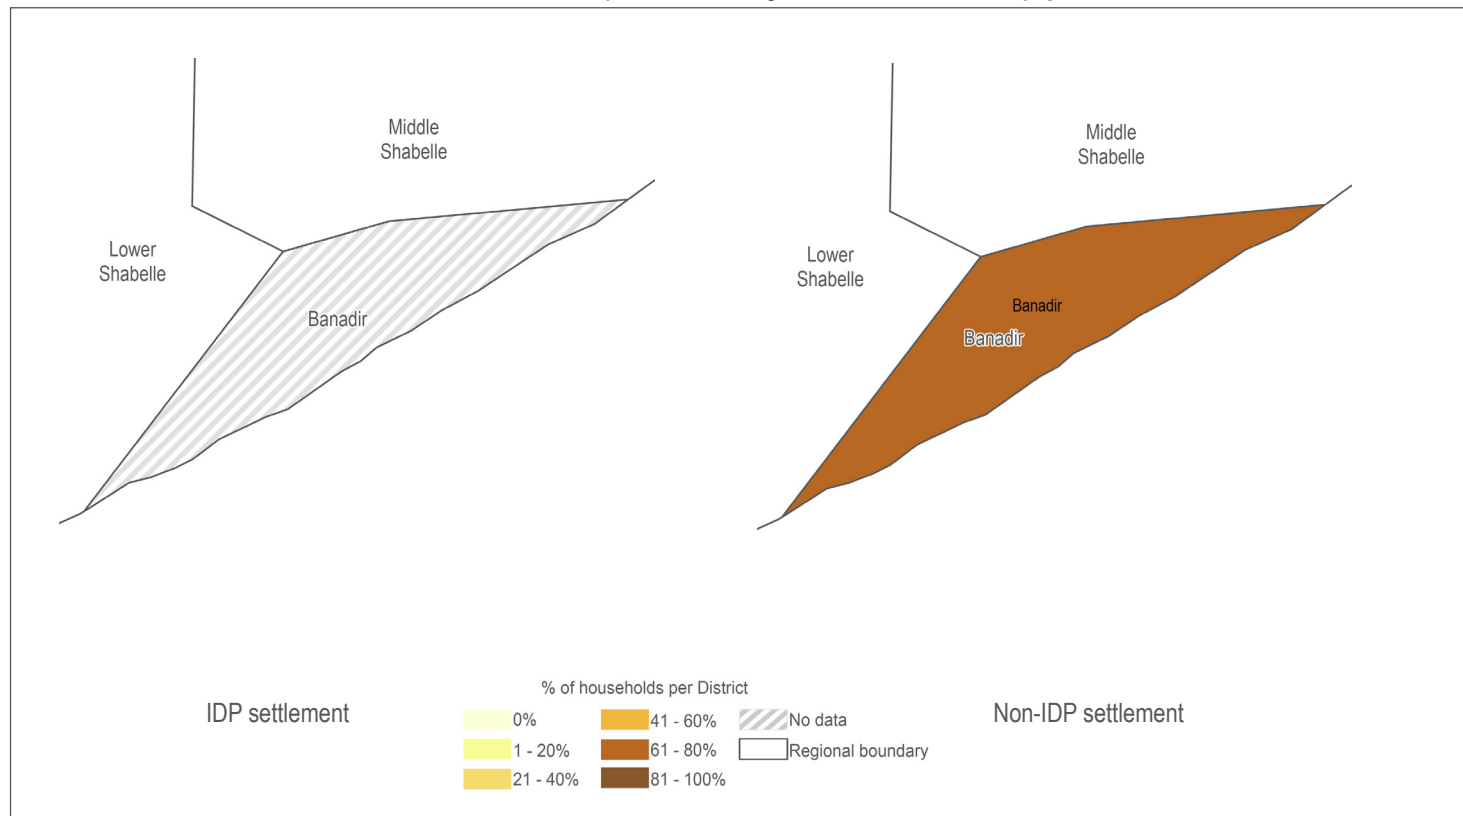 Middle
Shabelle
Lower
Shabelle
Banadir
IDP settlement
Middle
Shabelle
Lower
Shabelle
Banadir
Banadir
Non-IDP settlement
% of households per District
0%
1 - 20%
21 - 40%
41 - 60%
61 - 80%
81 - 100%
No data
Regional boundary